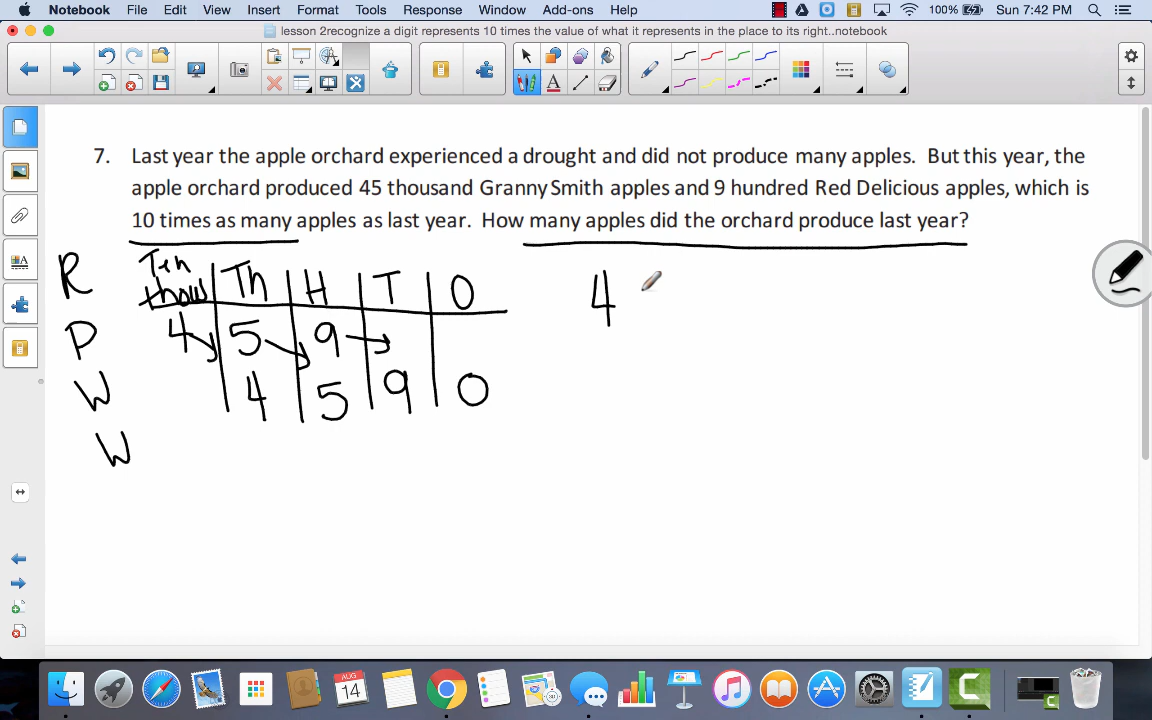 Notebook File Edit View Insert Format Tools Response Window Add-ons Help 100% Sun 7:42 PM
lesson 2recognize a digit represents 10 times the value of what it represents in the place to its right..notebook
7. Last year the apple orchard experienced a drought and did not produce many apples. But this year, the
apple orchard produced 45 thousand Granny Smith apples and 9 hundred Red Delicious apples, which is
10 times as many apples as last year. How many apples did the orchard produce last year?
R Ten thous Th H T O 4
P 4 5 9
W 4 5 9 0
W
AUG
14